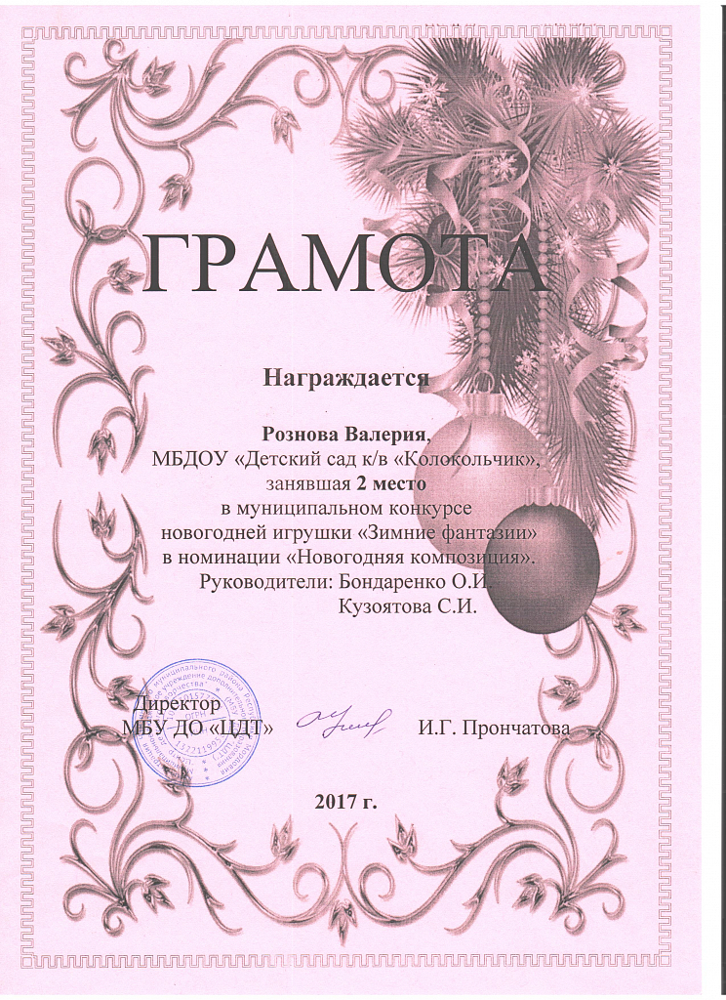 ГРАМОТА
Награждается
Рознова Валерия,
МБДОУ «Детский сад к/в «Колокольчик»,
занявшая 2 место
в муниципальном конкурсе
новогодней игрушки «Зимние фантазии»
в номинации «Новогодняя композиция».
Руководители: Бондаренко О.И.
Кузоятова С.И.
Директор
МБУ ДО «ЦДТ» И.Г. Прончатова
2017 г.